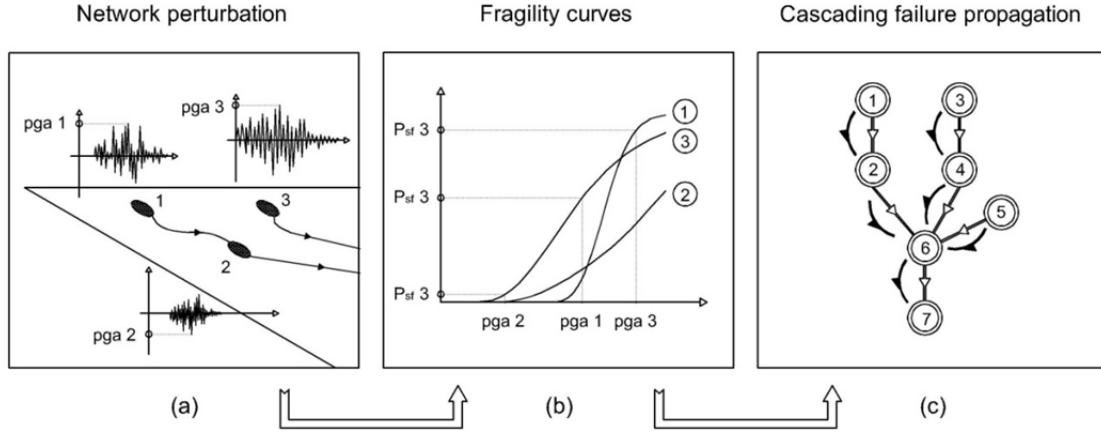 Network perturbation
Fragility curves
Cascading failure propagation
pga 1
pga 3
1
3
2
pga 2
Psf 3
Psf 3
Psf 3
1
3
2
pga 2
pga 1
pga 3
1
3
2
4
5
6
7
(a)
(b)
(c)